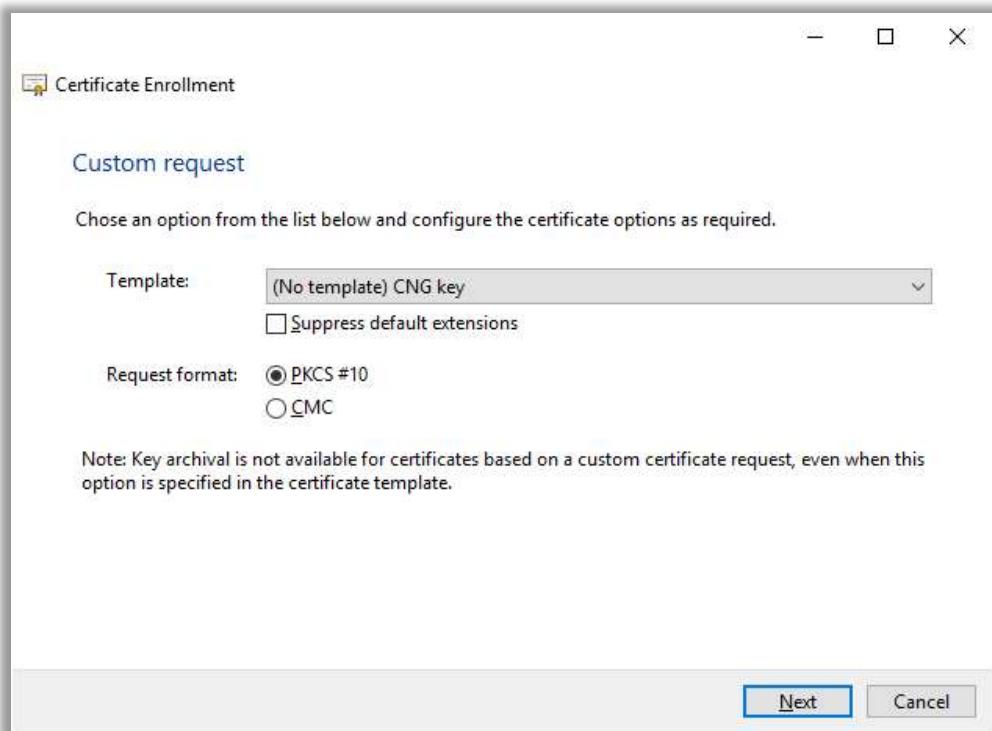 Certificate Enrollment
Custom request
Chose an option from the list below and configure the certificate options as required.
Template:
(No template) CNG key
Suppress default extensions
Request format:
PKCS #10
CMC
Note: Key archival is not available for certificates based on a custom certificate request, even when this
option is specified in the certificate template.
Next
Cancel